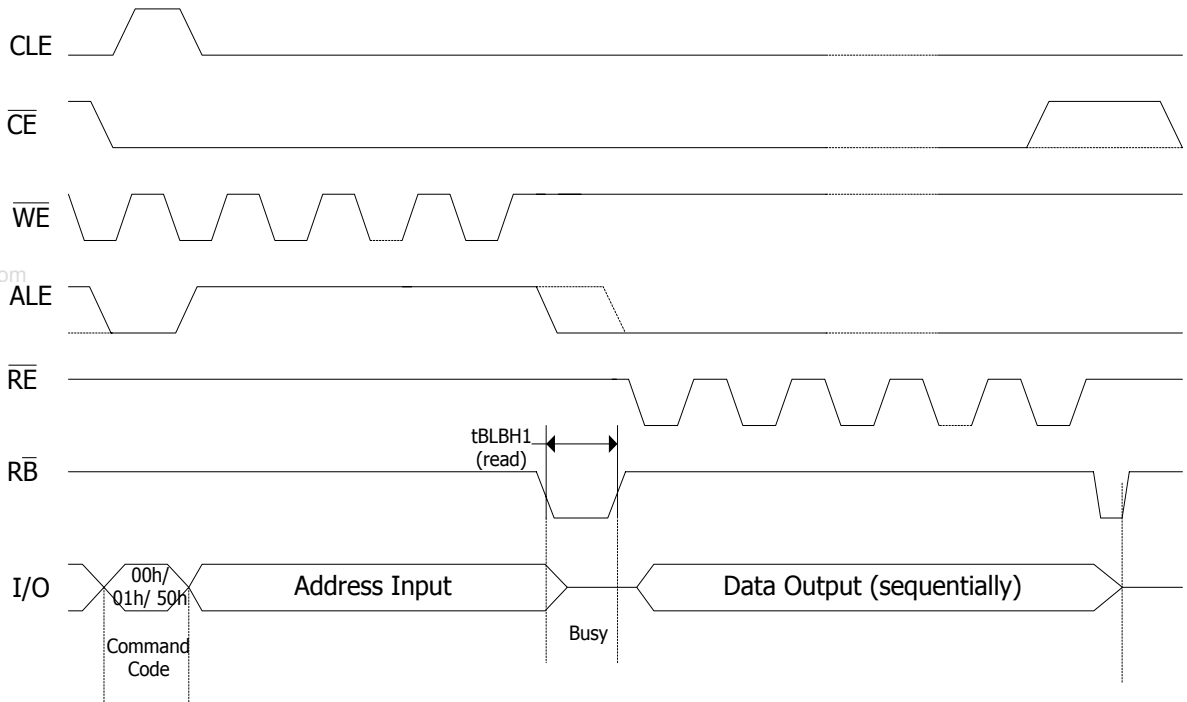 CLE
CE
WE
om
ALE
RE
tBLBH1
(read)
RB
I/O
00h/
01h/ 50h
Address Input
Data Output (sequentially)
Busy
Command
Code